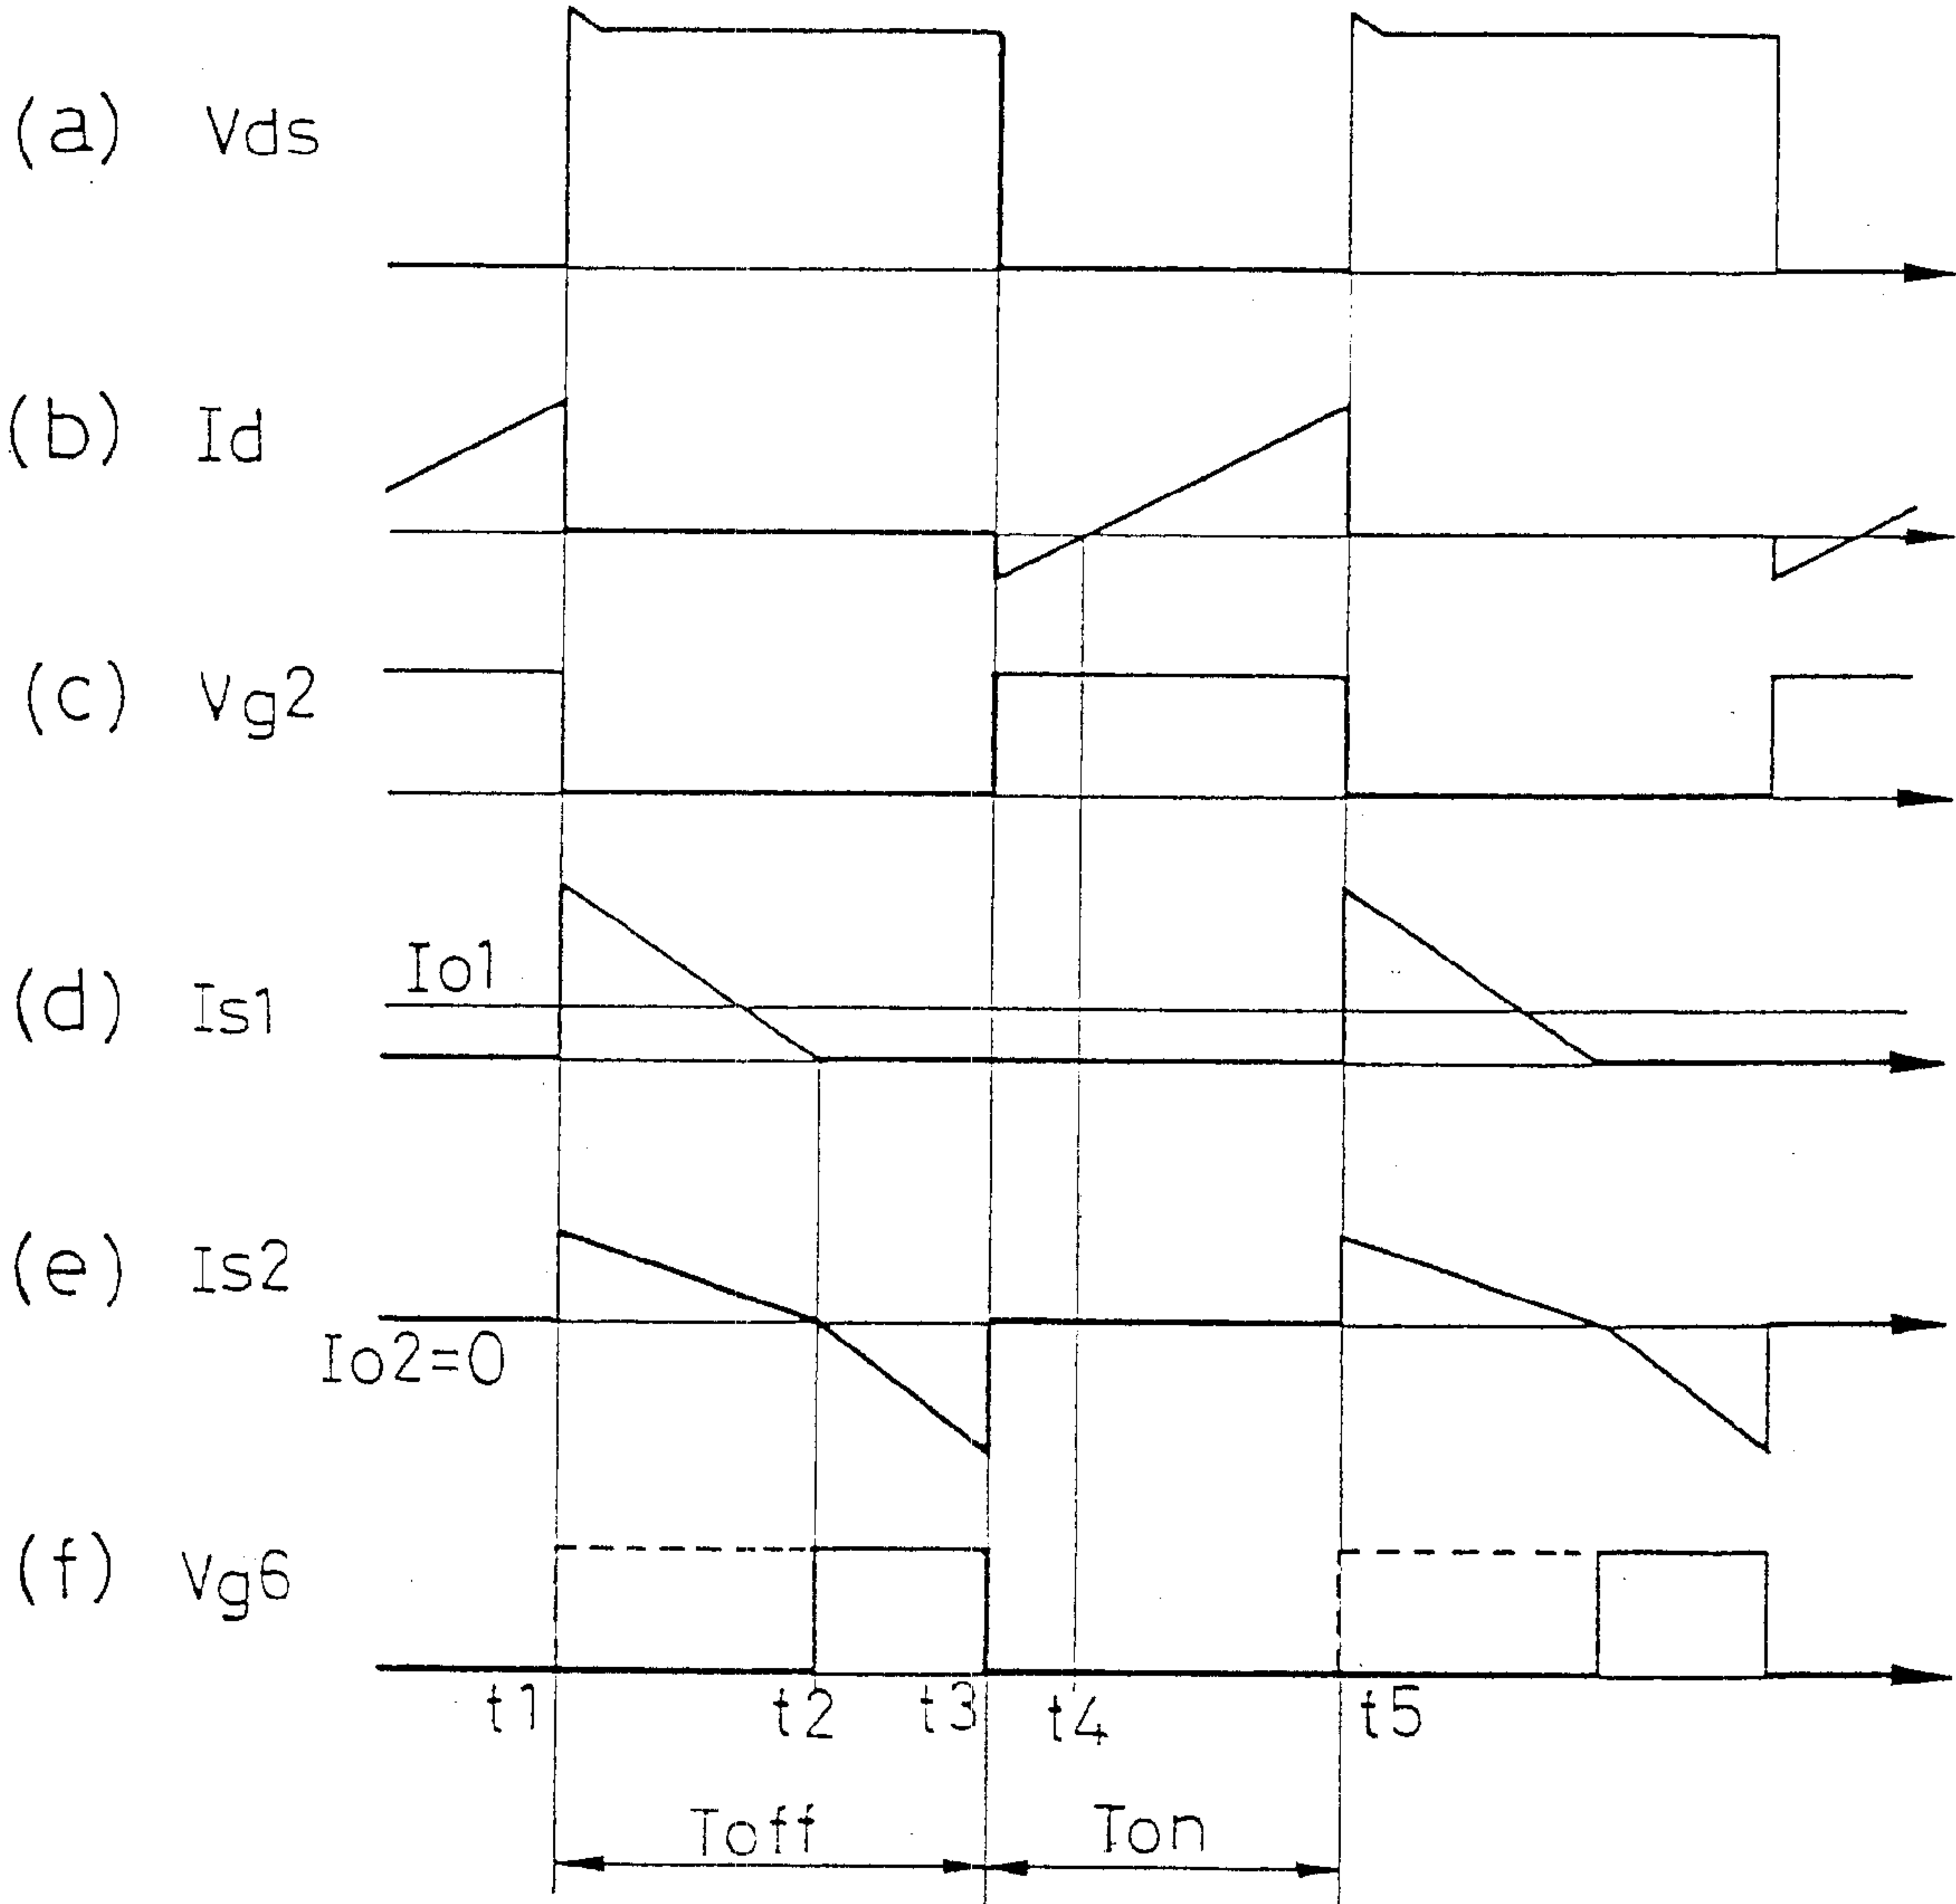 (a) Vds
(b) Id
(c) Vg2
Io1
(d) Is1
(e) Is2
Io2=0
(f) Vg6
t1 t2 t3 t4 t5
Toff Ton